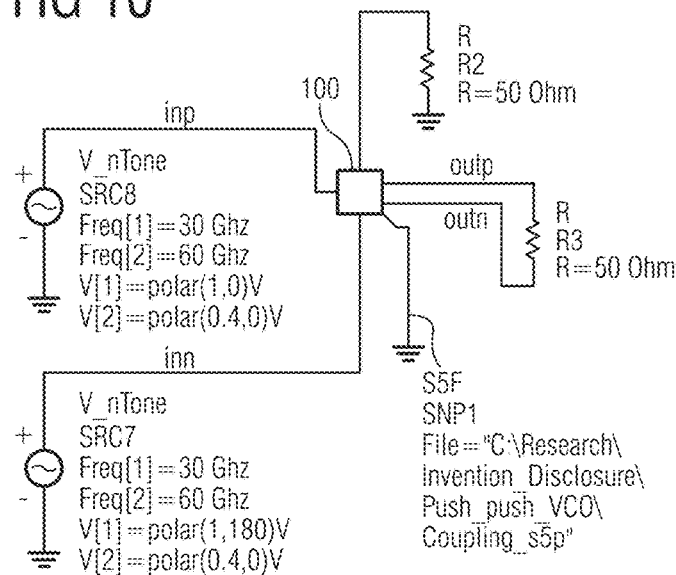 FIG 10
R
R2
R=50 Ohm
100
inp
V_nTone
SRC8
Freq[1]=30 Ghz
Freq[2]=60 Ghz
V[1]=polar(1,0)V
V[2]=polar(0.4,0)V
+
-
outp
outn
R
R3
R=50 Ohm
inn
V_nTone
SRC7
Freq[1]=30 Ghz
Freq[2]=60 Ghz
V[1]=polar(1,180)V
V[2]=polar(0.4,0)V
+
-
S5F
SNP1
File="C:\Research\
Invention_Disclosure\
Push_push_VCO\
Coupling_s5p"